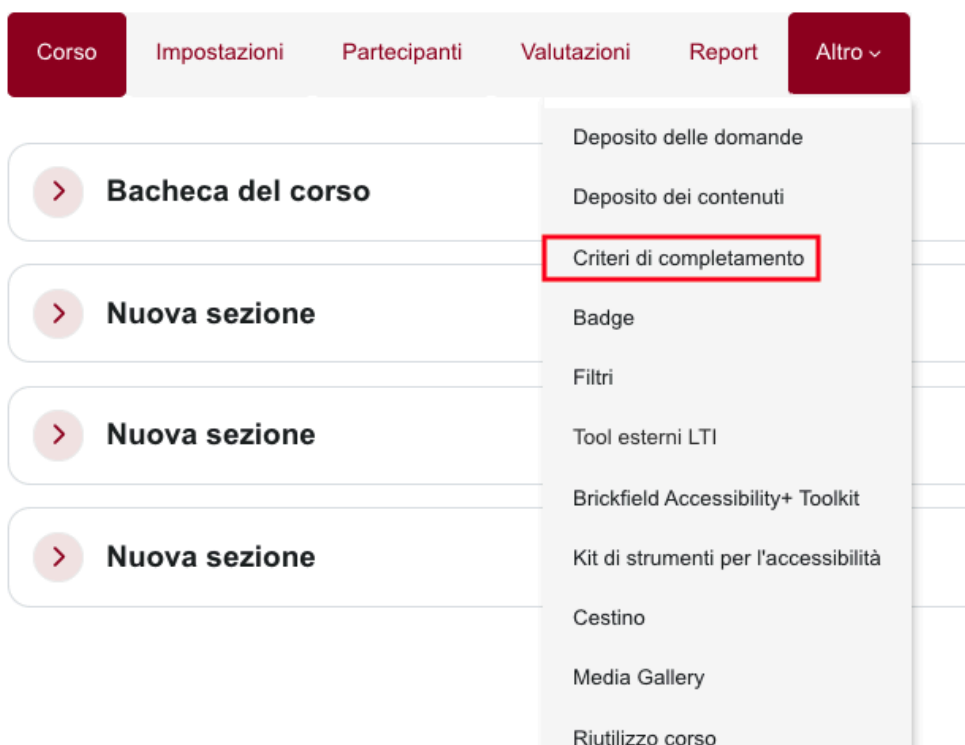 Corso Impostazioni Partecipanti Valutazioni Report Altro
Deposito delle domande
Bacheca del corso
Deposito dei contenuti
Criteri di completamento
Nuova sezione
Badge
Filtri
Nuova sezione
Tool esterni LTI
Brickfield Accessibility+ Toolkit
Nuova sezione
Kit di strumenti per l'accessibilità
Cestino
Media Gallery
Riutilizzo corso